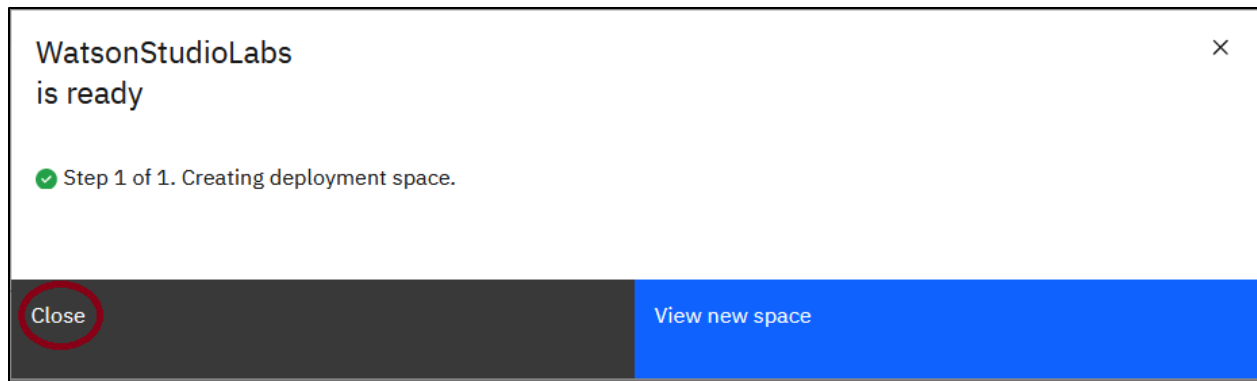 WatsonStudioLabs
is ready
Step 1 of 1. Creating deployment space.
Close
View new space